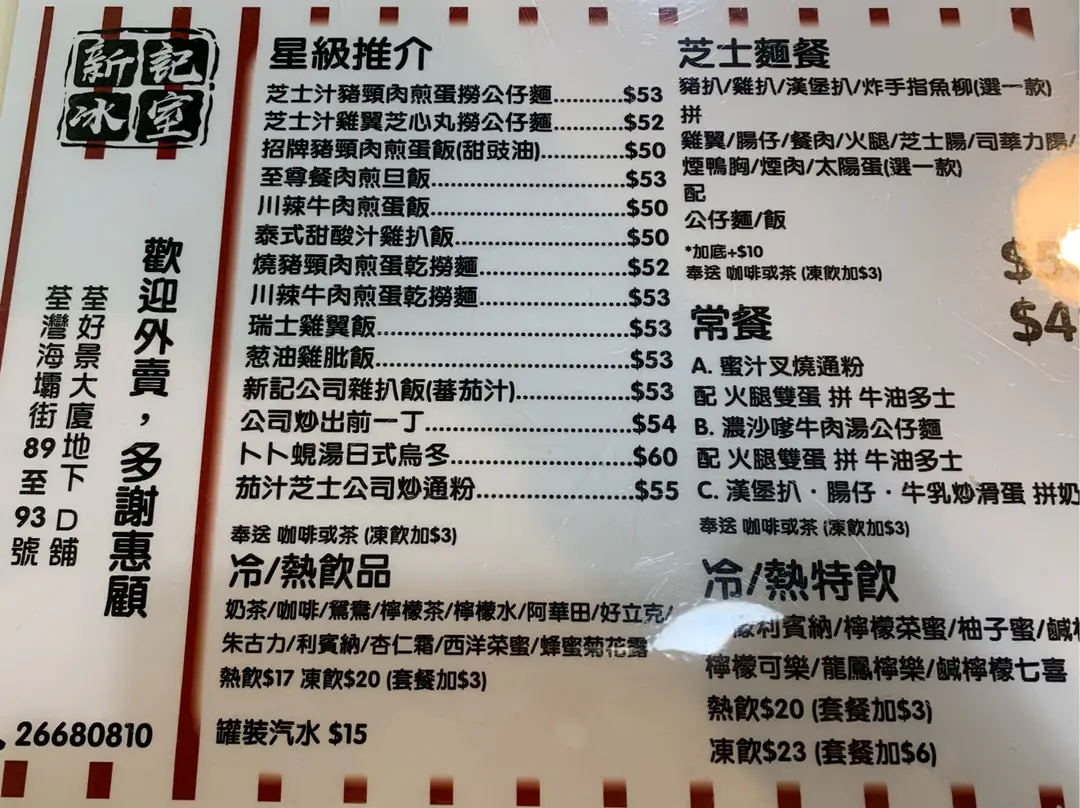 新記
冰室
歡迎外賣，多謝惠顧
荃好景大廈地下D舖
荃灣海壩街89至93號
26680810
星級推介
芝士汁豬頸肉煎蛋撈公仔麵..........$53
芝士汁雞翼芝心丸撈公仔麵..........$52
招牌豬頸肉煎蛋飯(甜豉油)............$50
至尊餐肉煎旦飯............................$53
川辣牛肉煎蛋飯............................$50
泰式甜酸汁雞扒飯.........................$50
燒豬頸肉煎蛋乾撈麵.....................$52
川辣牛肉煎蛋乾撈麵.....................$53
瑞士雞翼飯...................................$53
葱油雞肶飯...................................$53
新記公司雜扒飯(蕃茄汁)................$53
公司炒出前一丁.............................$54
卜卜蜆湯日式烏冬.........................$60
茄汁芝士公司炒通粉.....................$55
奉送 咖啡或茶 (凍飲加$3)
冷/熱飲品
奶茶/咖啡/鴛鴦/檸檬茶/檸檬水/阿華田/好立克/
朱古力/利賓納/杏仁霜/西洋菜蜜/蜂蜜菊花露
熱飲$17 凍飲$20 (套餐加$3)
罐裝汽水 $15
芝士麵餐
豬扒/雞扒/漢堡扒/炸手指魚柳(選一款)
拼
雞翼/腸仔/餐肉/火腿/芝士腸/司華力腸/
煙鴨胸/煙肉/太陽蛋(選一款)
配
公仔麵/飯
*加底+$10
奉送 咖啡或茶 (凍飲加$3)
$5
常餐
$4
A. 蜜汁叉燒通粉
配 火腿雙蛋 拼 牛油多士
B. 濃沙嗲牛肉湯公仔麵
配 火腿雙蛋 拼 牛油多士
C. 漢堡扒・腸仔・牛乳炒滑蛋 拼奶
奉送 咖啡或茶 (凍飲加$3)
冷/熱特飲
利賓納/檸檬菜蜜/柚子蜜/鹹
檸檬可樂/龍鳳檸樂/鹹檸檬七喜
熱飲$20 (套餐加$3)
凍飲$23 (套餐加$6)